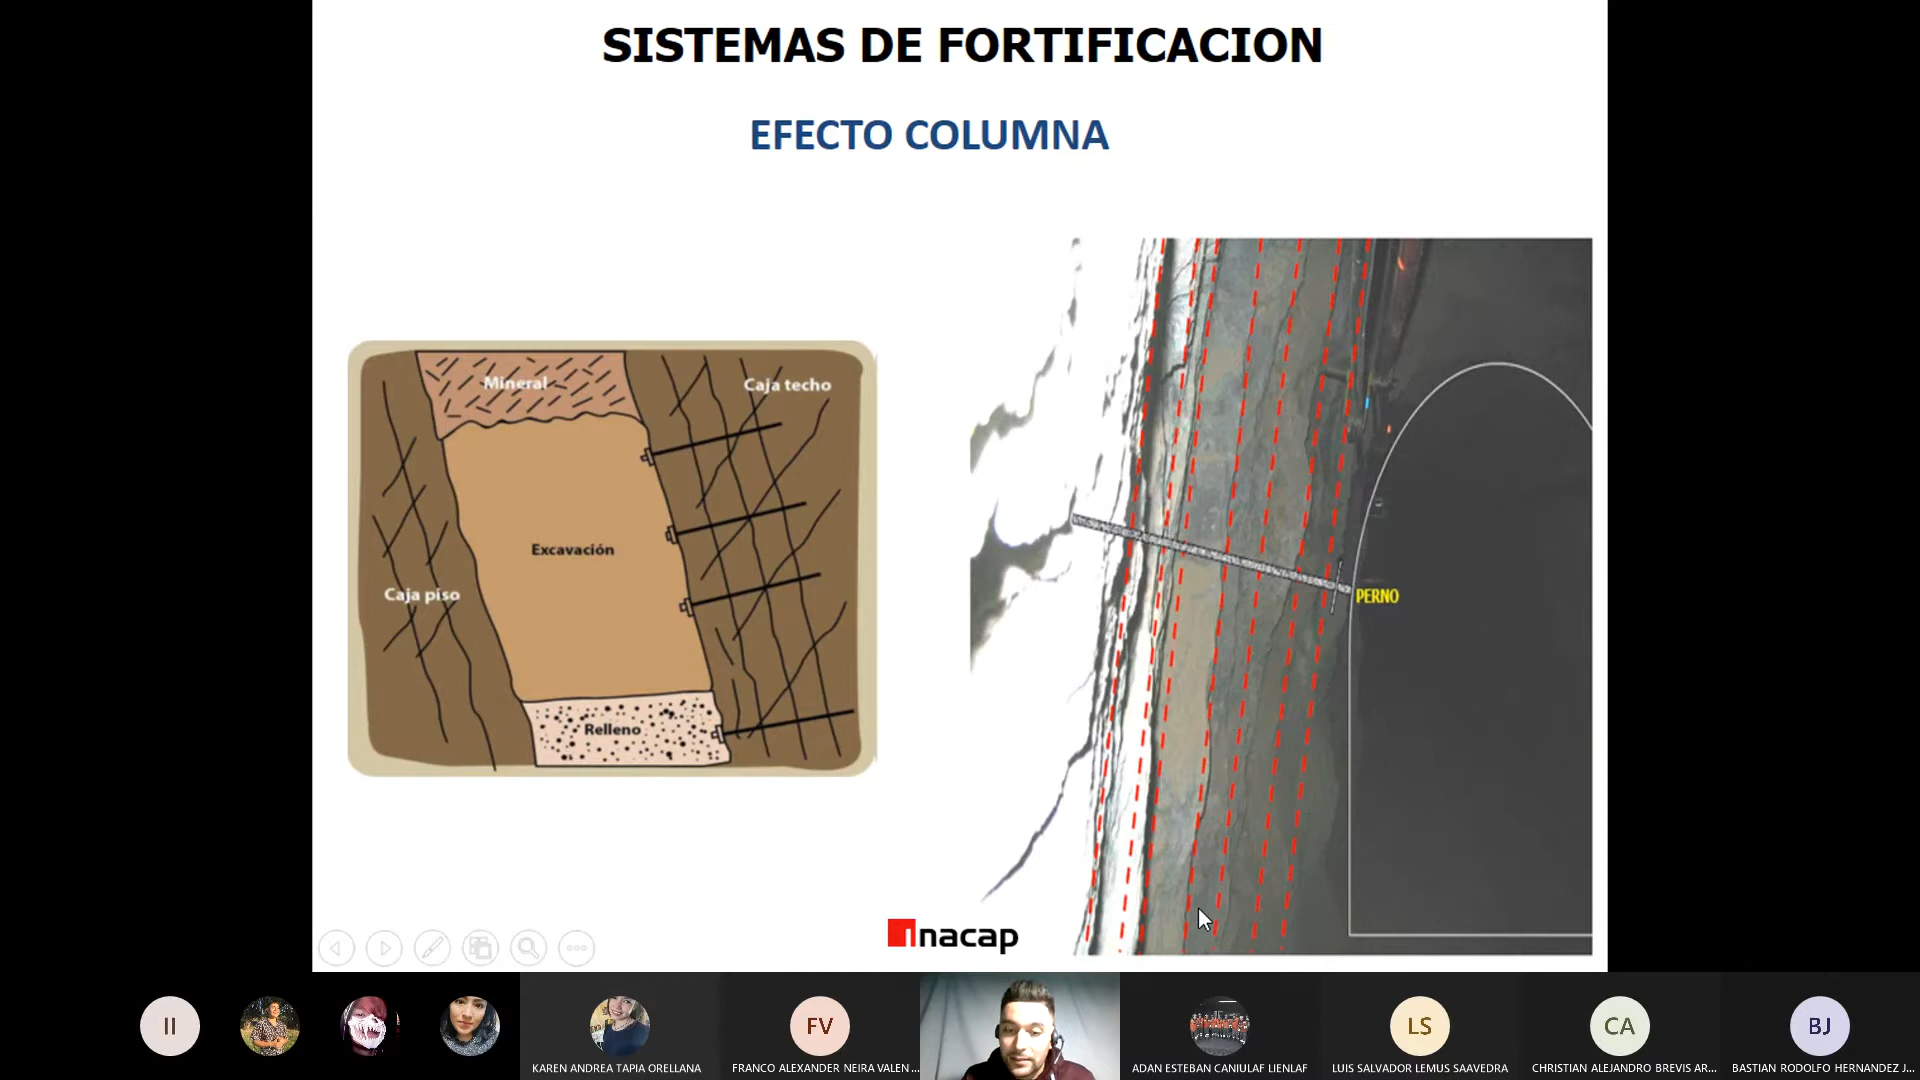 SISTEMAS DE FORTIFICACION
EFECTO COLUMNA
Mineral
Caja techo
Excavación
Caja piso
Relleno
PERNO
Inacap
II
FV
LS
CA
BJ
KAREN ANDREA TAPIA ORELLANA
FRANCO ALEXANDER NEIRA VALEN...
ADAN ESTEBAN CANIULAF LIENLAF
LUIS SALVADOR LEMUS SAAVEDRA
CHRISTIAN ALEJANDRO BREVIS AR...
BASTIAN RODOLFO HERNANDEZ J...